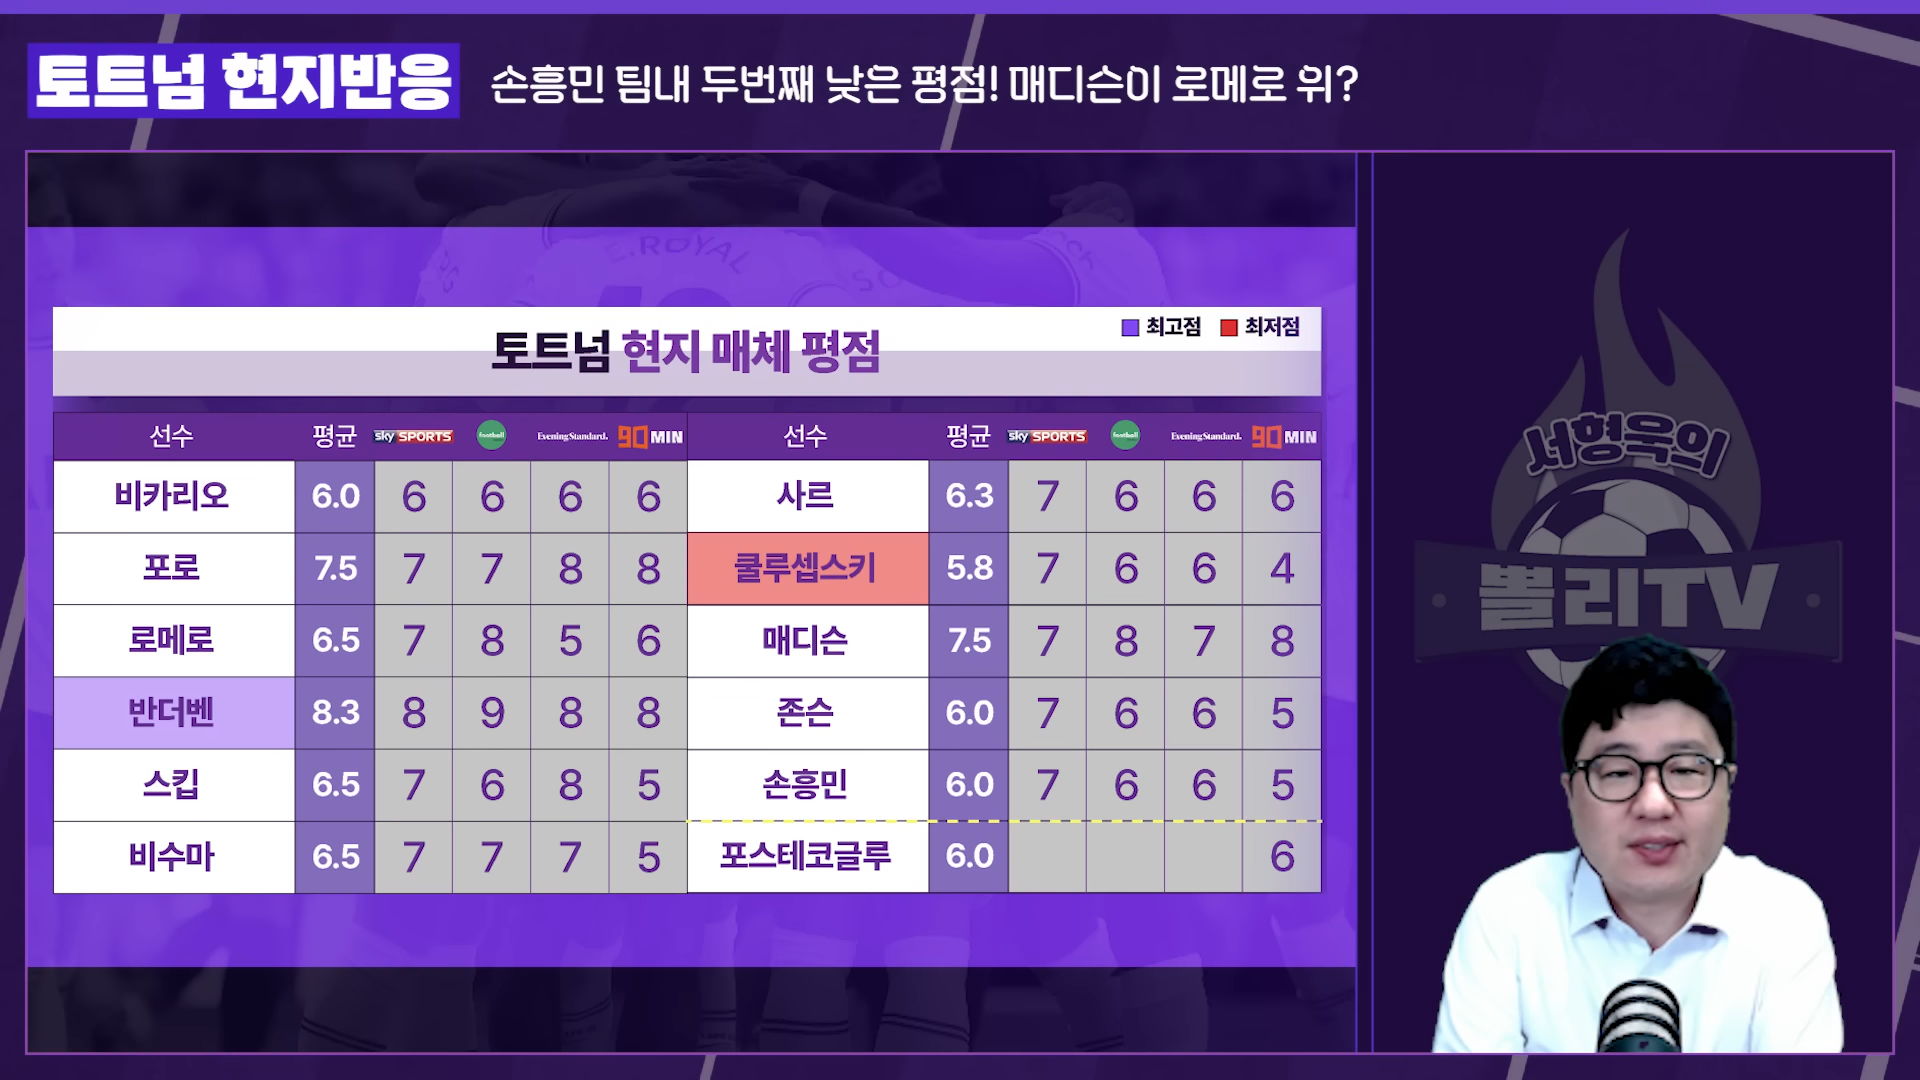 토트넘 현지반응 손흥민 팀내 두번째 낮은 평점! 매디슨이 로메로 위?
E.ROYAL
토트넘 현지 매체 평점 최고점 최저점
선수 평균 sky SPORTS football Evening Standard. 90MIN 선수 평균 sky SPORTS football Evening Standard. 90MIN
비카리오 6.0 6 6 6 6 사르 6.3 7 6 6 6
포로 7.5 7 7 8 8 쿨루셉스키 5.8 7 6 6 4
로메로 6.5 7 8 5 6 매디슨 7.5 7 8 7 8
반더벤 8.3 8 9 8 8 존슨 6.0 7 6 6 5
스킵 6.5 7 6 8 5 손흥민 6.0 7 6 6 5
비수마 6.5 7 7 7 5 포스테코글루 6.0 6
서형욱의
뽈리TV